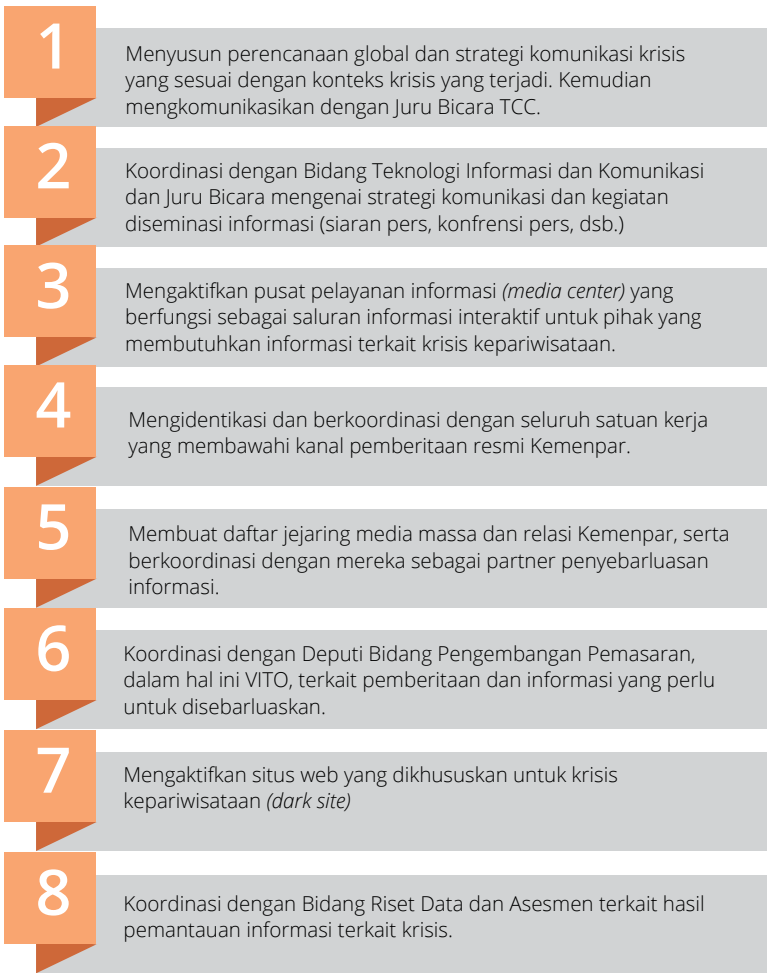 1
Menyusun perencanaan global dan strategi komunikasi krisis
yang sesuai dengan konteks krisis yang terjadi. Kemudian
mengkomunikasikan dengan Juru Bicara TCC.
2
Koordinasi dengan Bidang Teknologi Informasi dan Komunikasi
dan Juru Bicara mengenai strategi komunikasi dan kegiatan
diseminasi informasi (siaran pers, konfrensi pers, dsb.)
3
Mengaktifkan pusat pelayanan informasi (media center) yang
berfungsi sebagai saluran informasi interaktif untuk pihak yang
membutuhkan informasi terkait krisis kepariwisataan.
4
Mengidentikasi dan berkoordinasi dengan seluruh satuan kerja
yang membawahi kanal pemberitaan resmi Kemenpar.
5
Membuat daftar jejaring media massa dan relasi Kemenpar, serta
berkoordinasi dengan mereka sebagai partner penyebarluasan
informasi.
6
Koordinasi dengan Deputi Bidang Pengembangan Pemasaran,
dalam hal ini VITO, terkait pemberitaan dan informasi yang perlu
untuk disebarluaskan.
7
Mengaktifkan situs web yang dikhususkan untuk krisis
kepariwisataan (dark site)
8
Koordinasi dengan Bidang Riset Data dan Asesmen terkait hasil
pemantauan informasi terkait krisis.